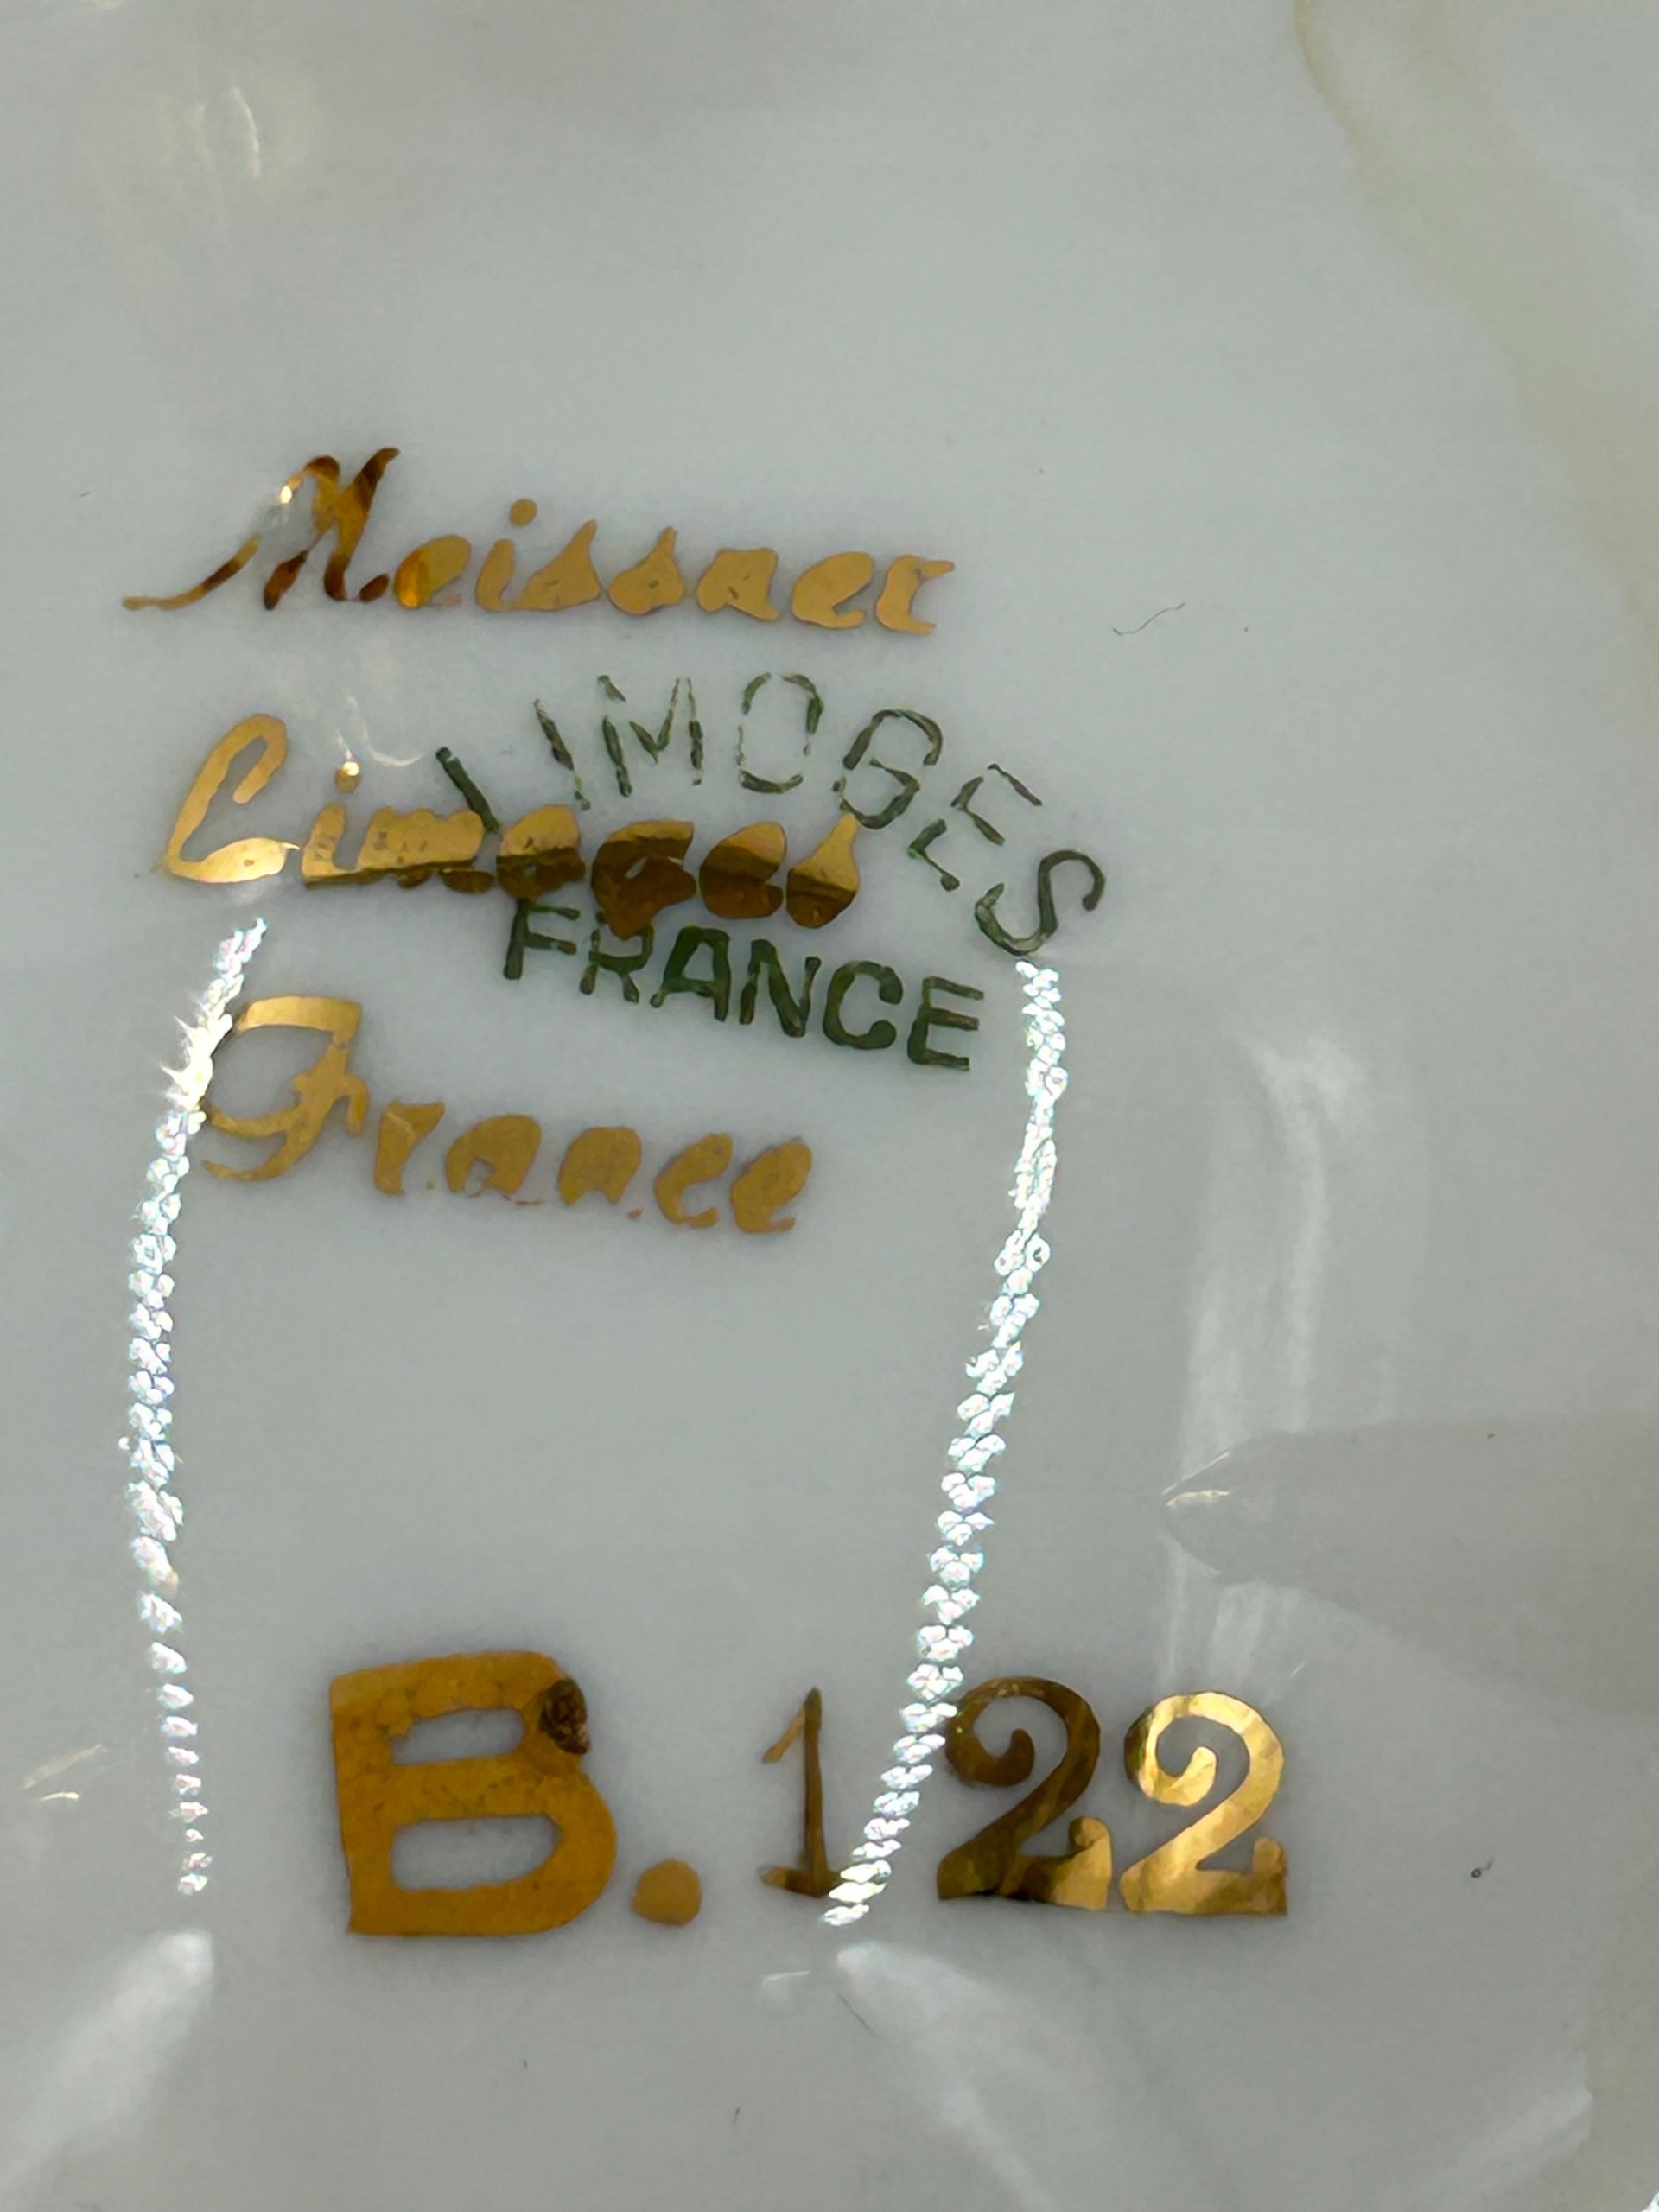 Meissner
LIMOGES
Limoges
FRANCE
France
B.122